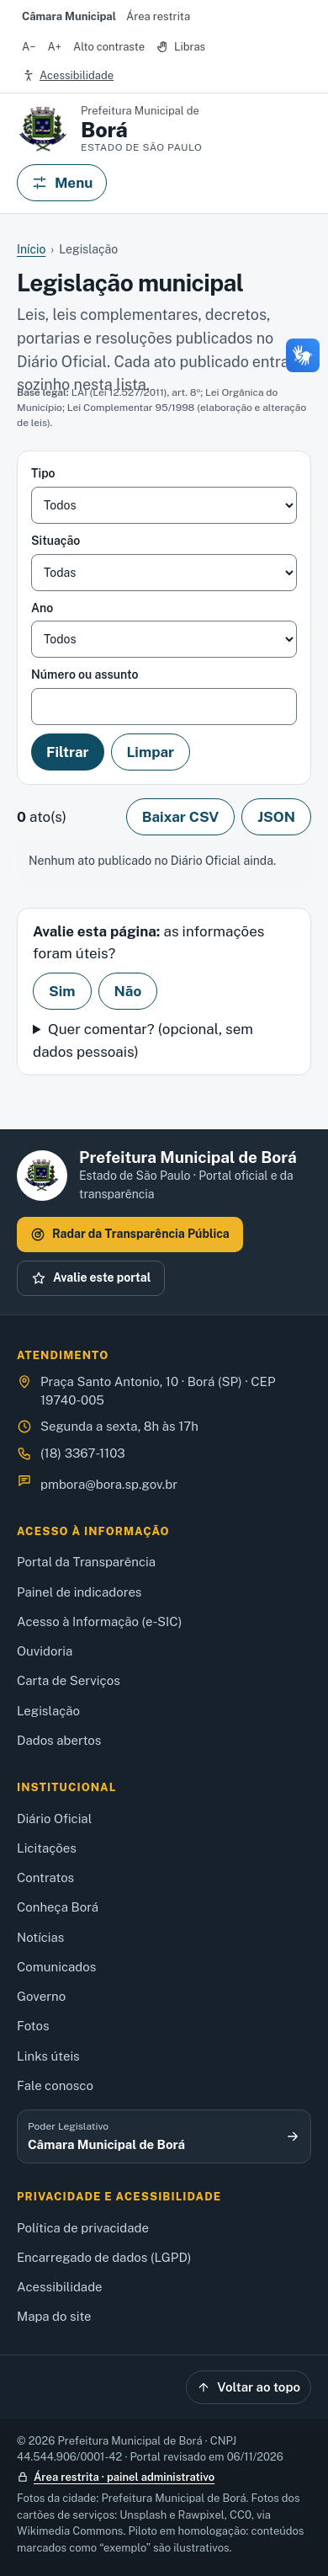 Câmara Municipal Área restrita
A− A+ Alto contraste Libras
Acessibilidade
Prefeitura Municipal de
Borá
ESTADO DE SÃO PAULO
Menu
Início › Legislação
Legislação municipal
Leis, leis complementares, decretos,
portarias e resoluções publicados no
Diário Oficial. Cada ato publicado entra
sozinho nesta lista.
Base legal: LAI (Lei 12.527/2011), art. 8º; Lei Orgânica do
Município; Lei Complementar 95/1998 (elaboração e alteração
de leis).
Tipo
Todos
Situação
Todas
Ano
Todos
Número ou assunto
Filtrar Limpar
0 ato(s) Baixar CSV JSON
Nenhum ato publicado no Diário Oficial ainda.
Avalie esta página: as informações
foram úteis?
Sim Não
Quer comentar? (opcional, sem
dados pessoais)
Prefeitura Municipal de Borá
Estado de São Paulo · Portal oficial e da
transparência
Radar da Transparência Pública
Avalie este portal
ATENDIMENTO
Praça Santo Antonio, 10 · Borá (SP) · CEP
19740-005
Segunda a sexta, 8h às 17h
(18) 3367-1103
pmbora@bora.sp.gov.br
ACESSO À INFORMAÇÃO
Portal da Transparência
Painel de indicadores
Acesso à Informação (e-SIC)
Ouvidoria
Carta de Serviços
Legislação
Dados abertos
INSTITUCIONAL
Diário Oficial
Licitações
Contratos
Conheça Borá
Notícias
Comunicados
Governo
Fotos
Links úteis
Fale conosco
Poder Legislativo
Câmara Municipal de Borá
PRIVACIDADE E ACESSIBILIDADE
Política de privacidade
Encarregado de dados (LGPD)
Acessibilidade
Mapa do site
Voltar ao topo
© 2026 Prefeitura Municipal de Borá · CNPJ
44.544.906/0001-42 · Portal revisado em 06/11/2026
Área restrita · painel administrativo
Fotos da cidade: Prefeitura Municipal de Borá. Fotos dos
cartões de serviços: Unsplash e Rawpixel, CC0, via
Wikimedia Commons. Piloto em homologação: conteúdos
marcados como “exemplo” são ilustrativos.